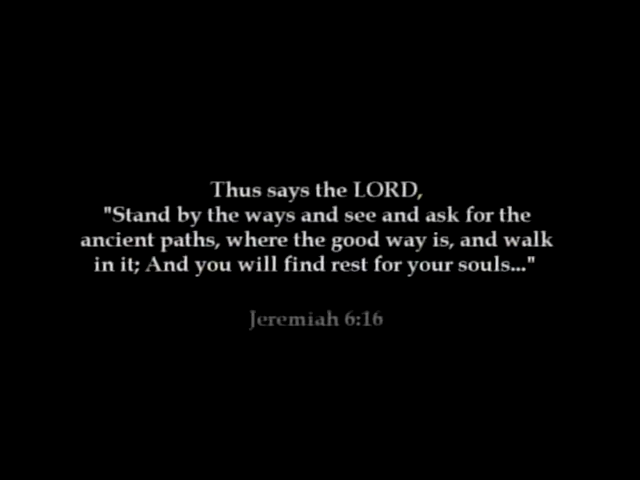 Thus says the LORD,
"Stand by the ways and see and ask for the
ancient paths, where the good way is, and walk
in it; And you will find rest for your souls..."
Jeremiah 6:16